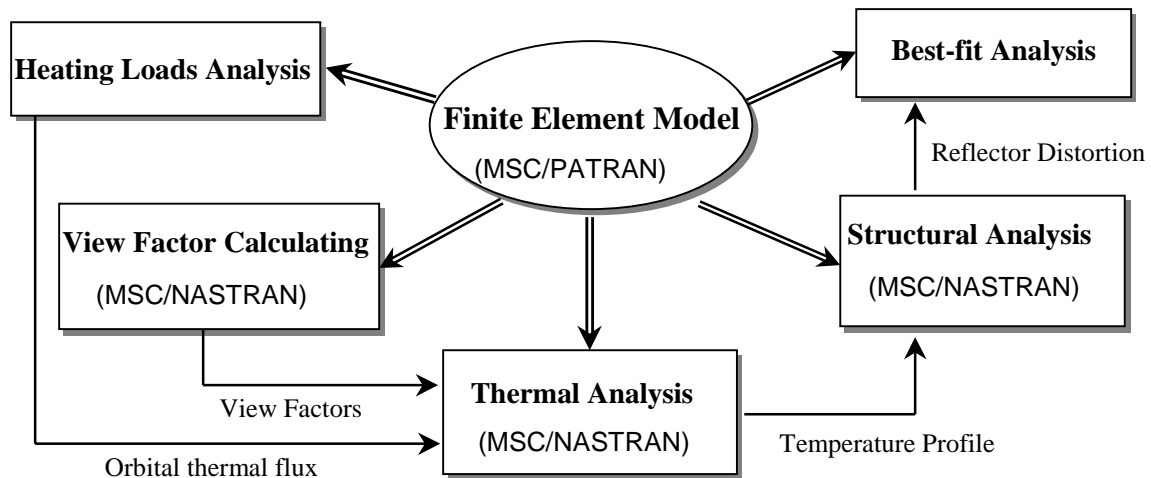 Heating Loads Analysis
Finite Element Model
(MSC/PATRAN)
Best-fit Analysis
Reflector Distortion
View Factor Calculating
(MSC/NASTRAN)
Structural Analysis
(MSC/NASTRAN)
View Factors
Thermal Analysis
(MSC/NASTRAN)
Temperature Profile
Orbital thermal flux